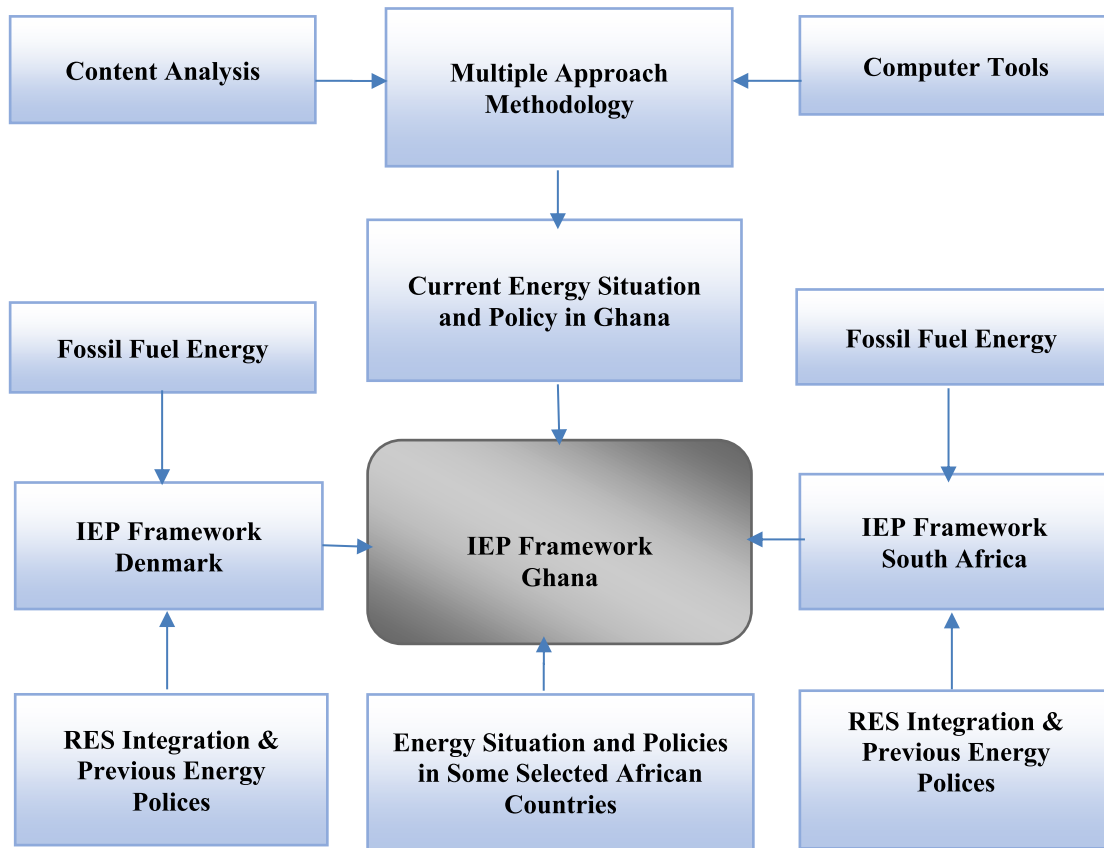 Content Analysis
Multiple Approach
Methodology
Computer Tools
Current Energy Situation
and Policy in Ghana
Fossil Fuel Energy
Fossil Fuel Energy
IEP Framework
Denmark
IEP Framework
Ghana
IEP Framework
South Africa
RES Integration &
Previous Energy
Polices
Energy Situation and Policies
in Some Selected African
Countries
RES Integration &
Previous Energy
Polices